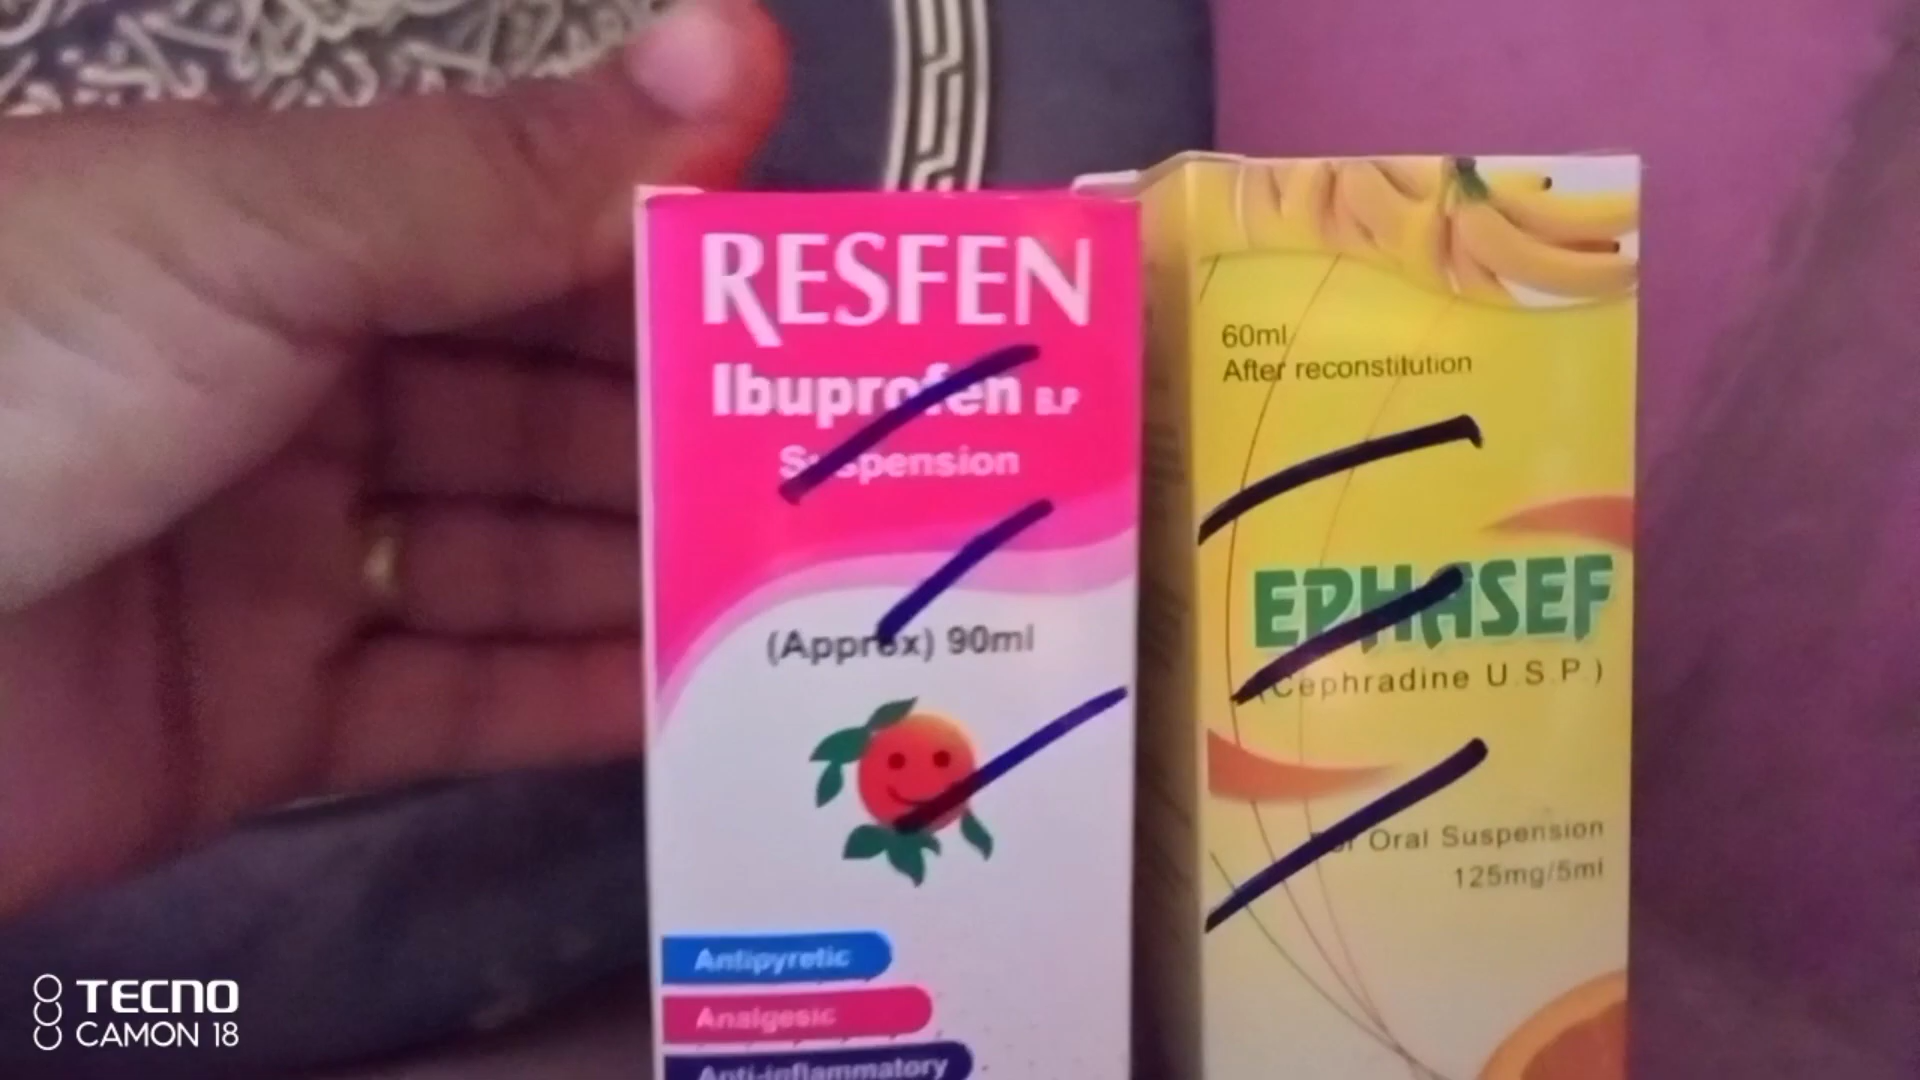 RESFEN
Ibuprofen B.P
Suspension
(Approx) 90ml
Antipyretic
Analgesic
Anti-inflammatory
60ml
After reconstitution
EPHASEF
(Cephradine U.S.P.)
For Oral Suspension
125mg/5ml
TECNO
CAMON 18